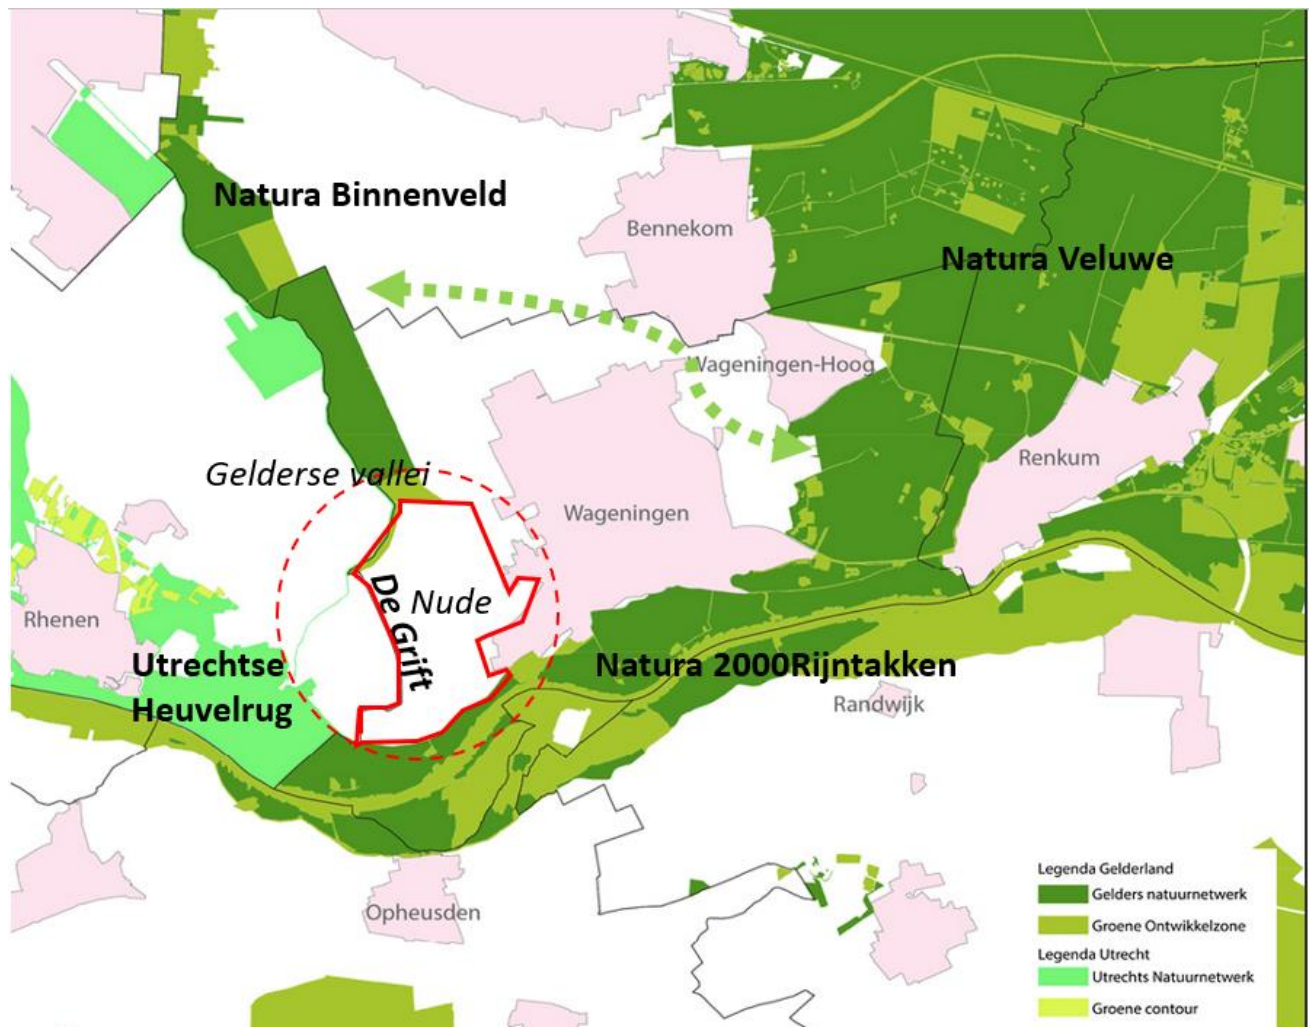 Natura Binnenveld
Bennekom
Natura Veluwe
Wageningen-Hoog
Renkum
Gelderse vallei
Wageningen
De Grift
Nude
Rhenen
Utrechtse
Heuvelrug
Natura 2000Rijntakken
Randwijk
Opheusden
Legenda Gelderland
Gelders natuurnetwerk
Groene Ontwikkelzone
Legenda Utrecht
Utrechts Natuurnetwerk
Groene contour